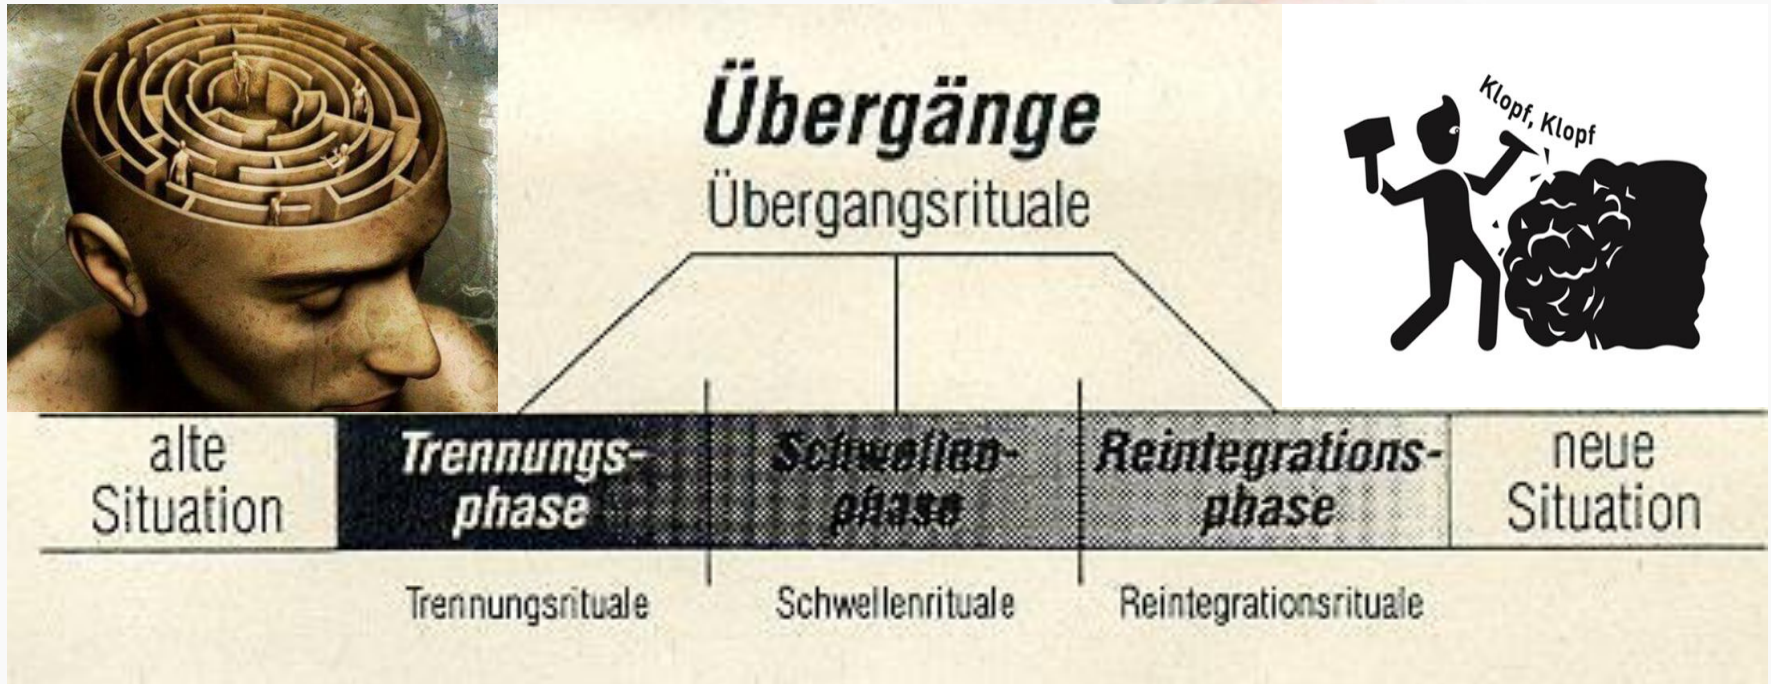 Übergänge
Übergangsrituale
Klopf, Klopf
alte
Situation
Trennungs-
phase
Schwellen-
phase
Reintegrations-
phase
neue
Situation
Trennungsrituale
Schwellenrituale
Reintegrationsrituale